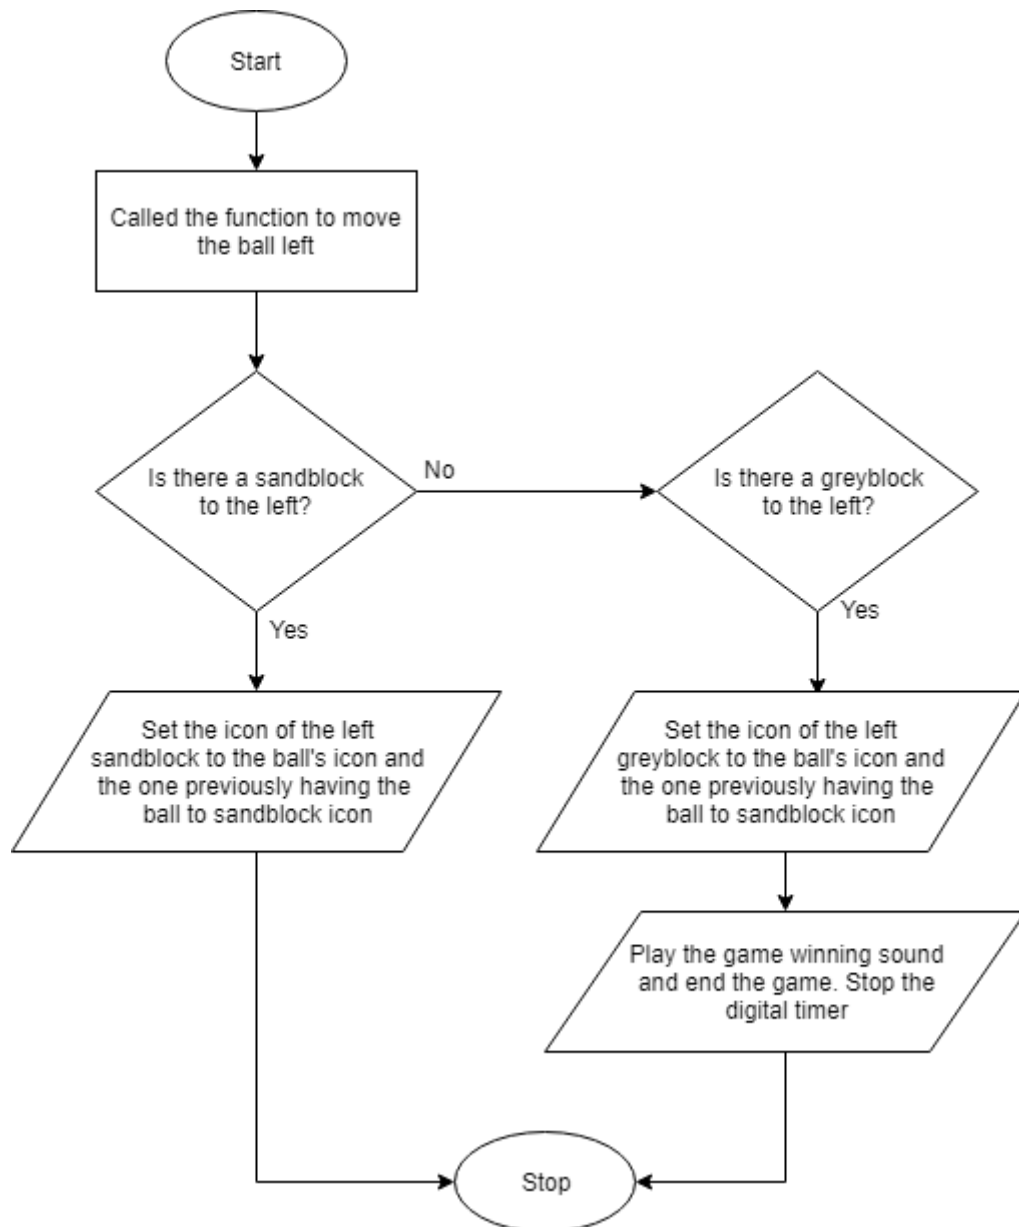 Start
Called the function to move
the ball left
Is there a sandblock
to the left?
No
Is there a greyblock
to the left?
Yes
Yes
Set the icon of the left
sandblock to the ball's icon and
the one previously having the
ball to sandblock icon
Set the icon of the left
greyblock to the ball's icon and
the one previously having the
ball to sandblock icon
Play the game winning sound
and end the game. Stop the
digital timer
Stop